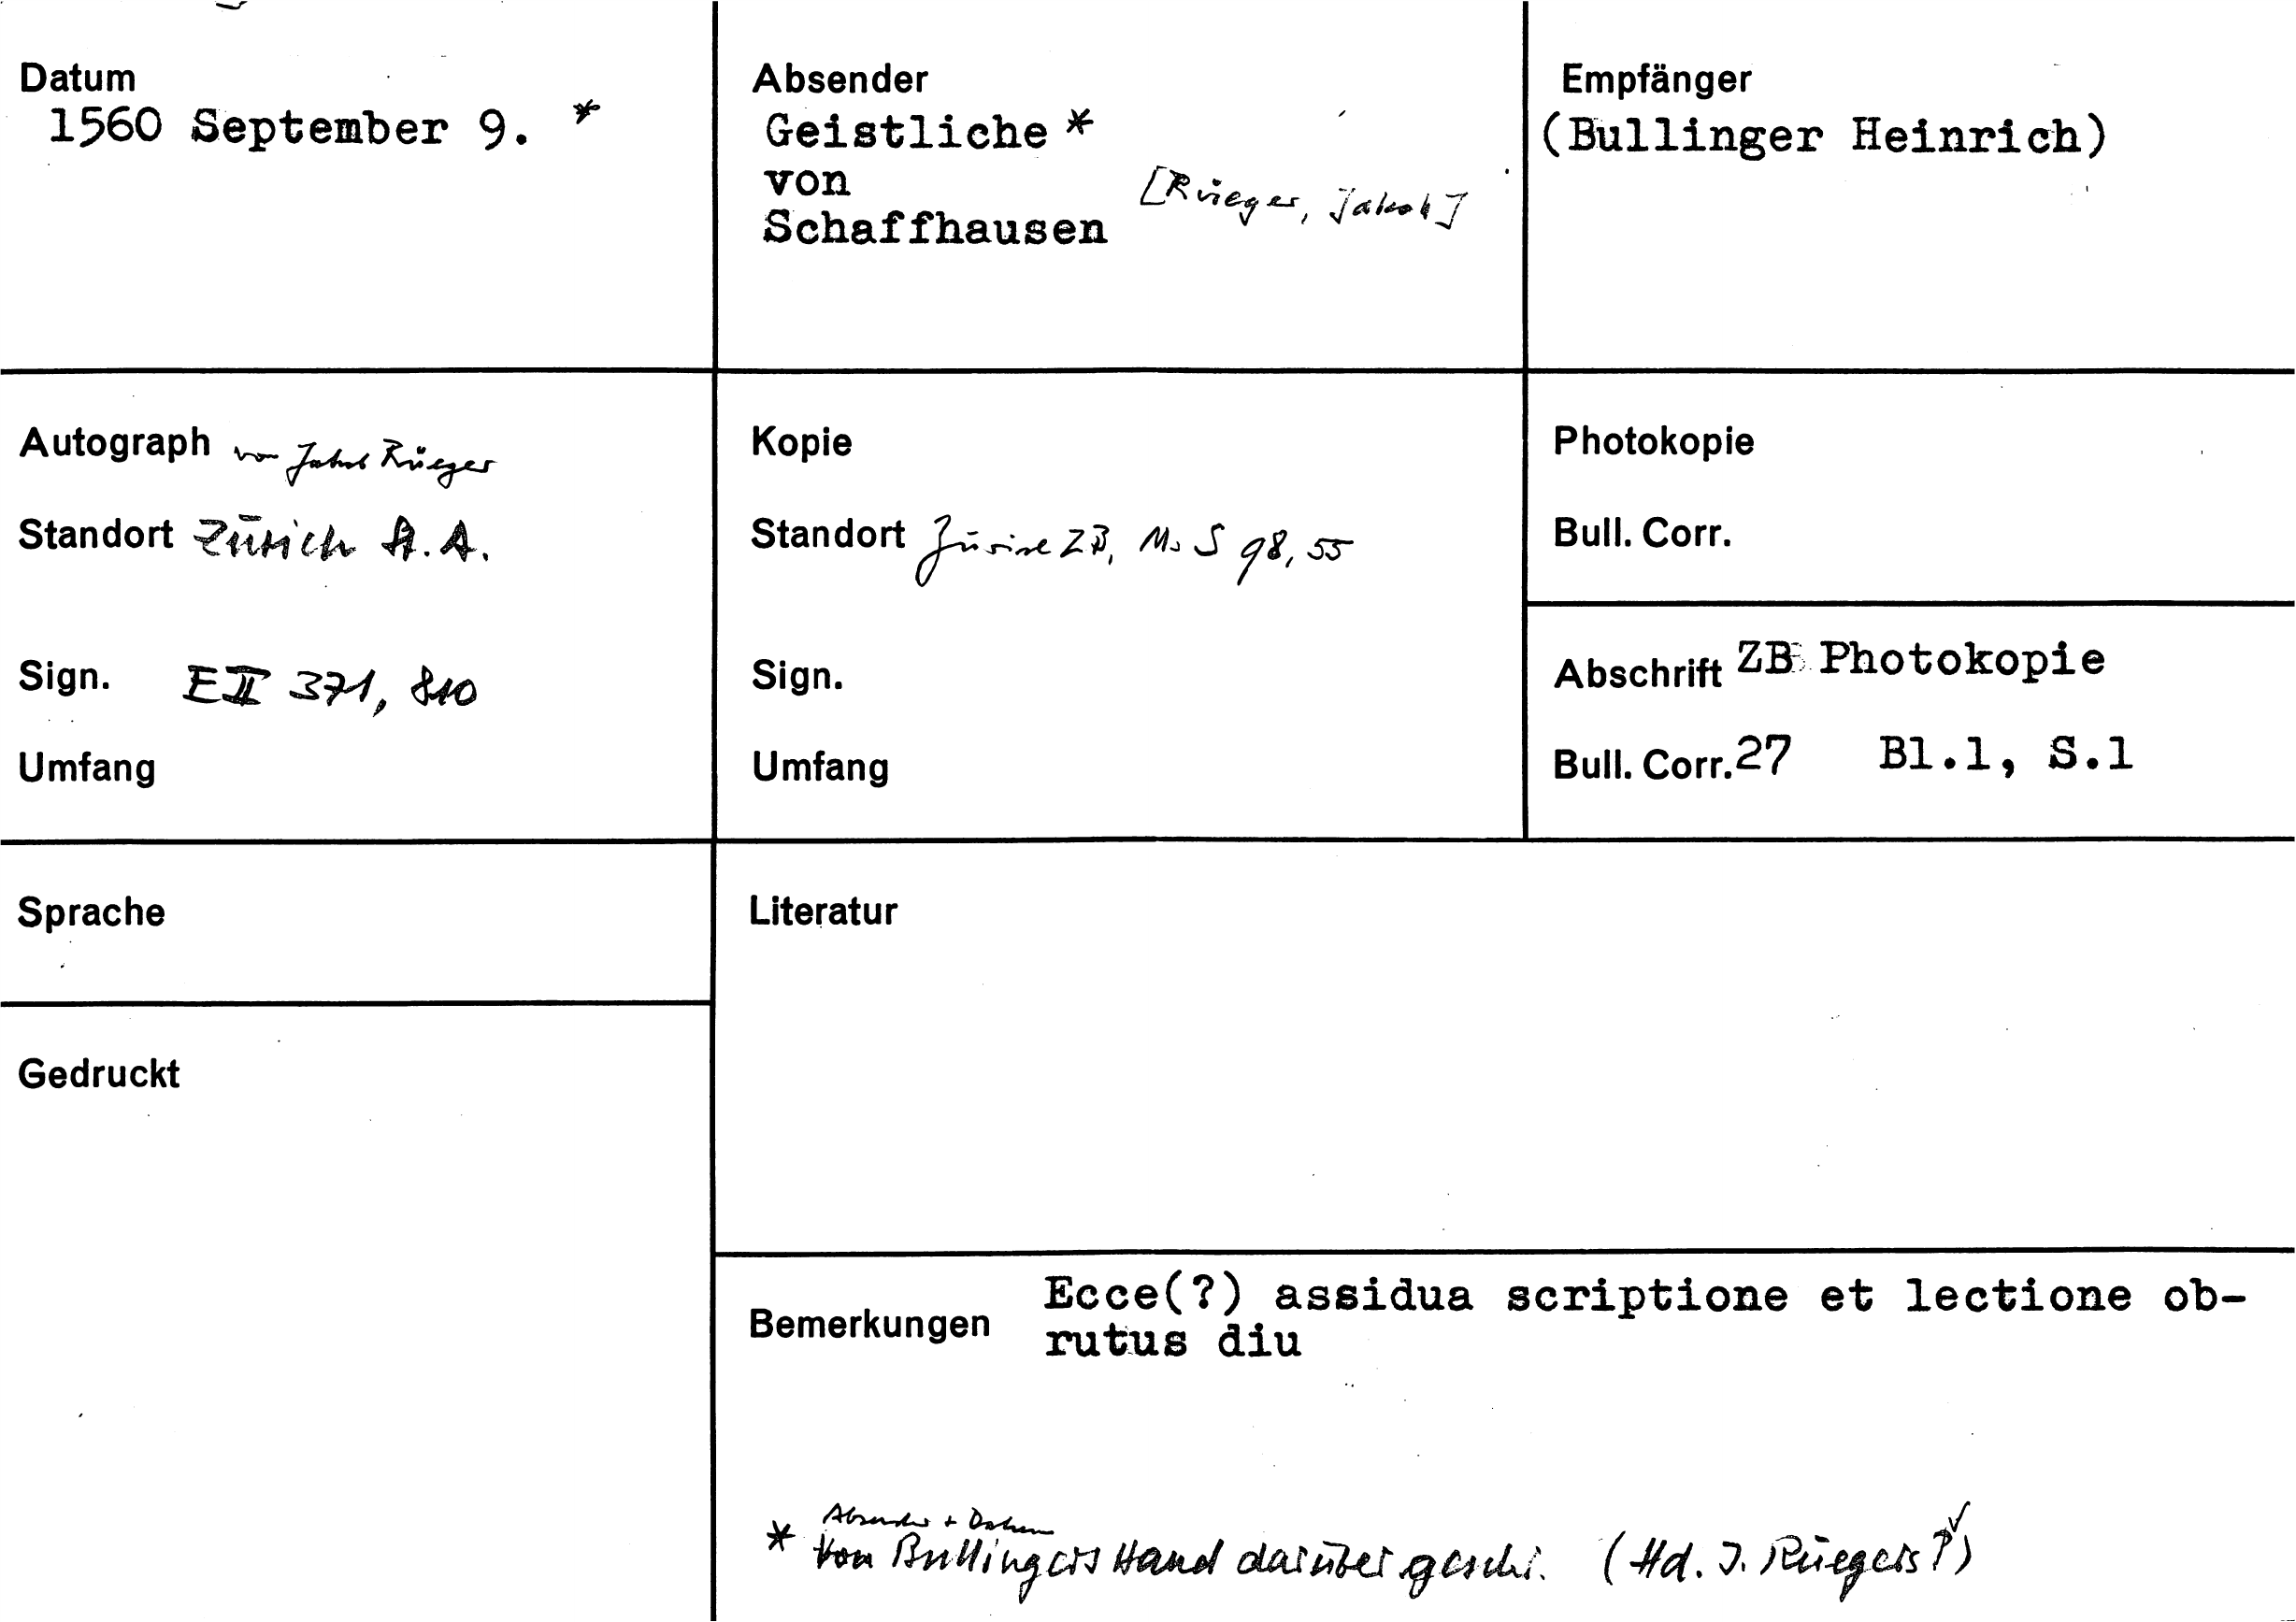 Datum
1560 September 9. *
Absender
Geistliche *
von
Schaffhausen
[Rüeger, Jakob]
Empfänger
(Bullinger Heinrich)
Autograph von Jakob Rüeger
Standort Zürich St.A.
Sign. E II 371, 810
Umfang
Kopie
Standort Zürich ZB, Ms S 98, 55
Sign.
Umfang
Photokopie
Bull. Corr.
Abschrift ZB Photokopie
Bull. Corr. 27 Bl.1, S.1
Sprache
Literatur
Gedruckt
Bemerkungen
Ecce(?) assidua scriptione et lectione ob-
rutus diu
Absender + Datum
* von Bullingers Hand darüber geschr. (Hd. J. Rüegers ?)